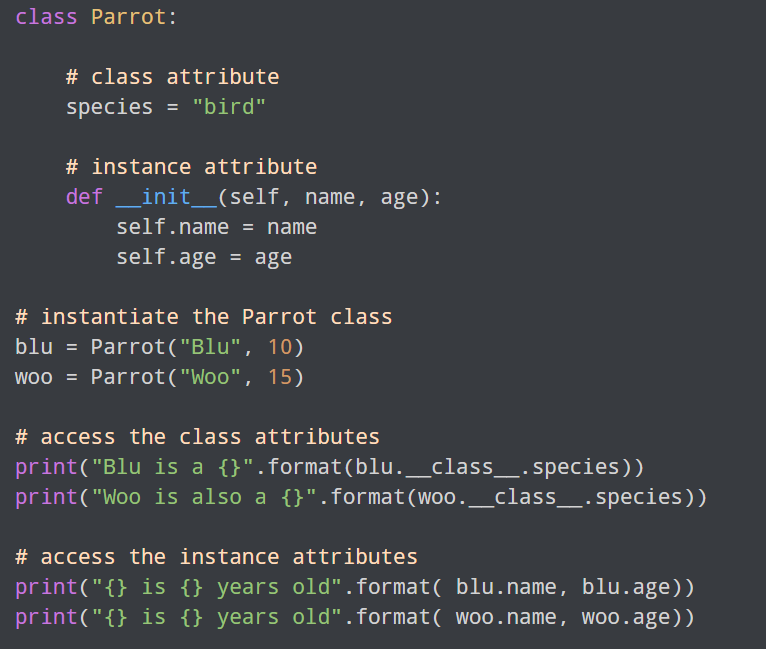 class Parrot:

    # class attribute
    species = "bird"

    # instance attribute
    def __init__(self, name, age):
        self.name = name
        self.age = age

# instantiate the Parrot class
blu = Parrot("Blu", 10)
woo = Parrot("Woo", 15)

# access the class attributes
print("Blu is a {}".format(blu.__class__.species))
print("Woo is also a {}".format(woo.__class__.species))

# access the instance attributes
print("{} is {} years old".format( blu.name, blu.age))
print("{} is {} years old".format( woo.name, woo.age))